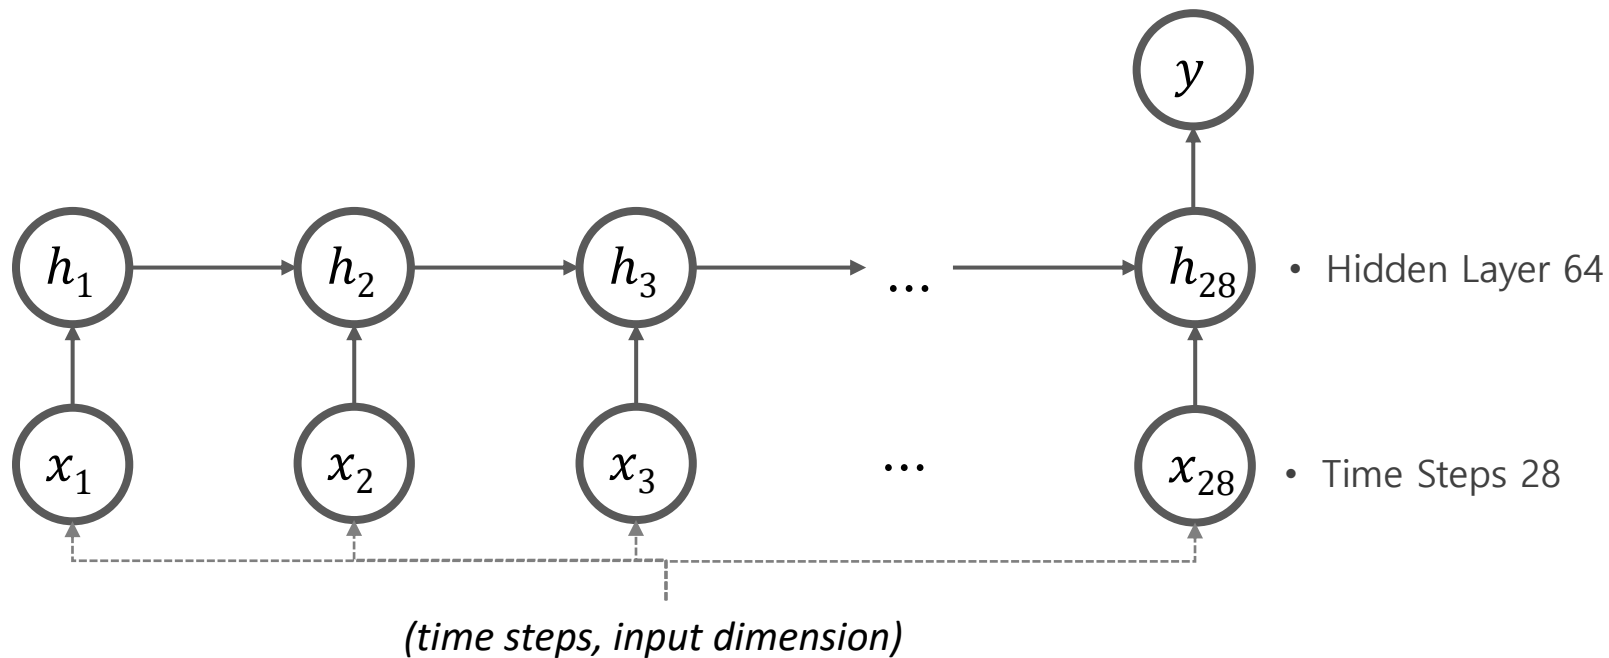 y
h₁ h₂ h₃ ... h₂₈ • Hidden Layer 64
x₁ x₂ x₃ ... x₂₈ • Time Steps 28
(time steps, input dimension)